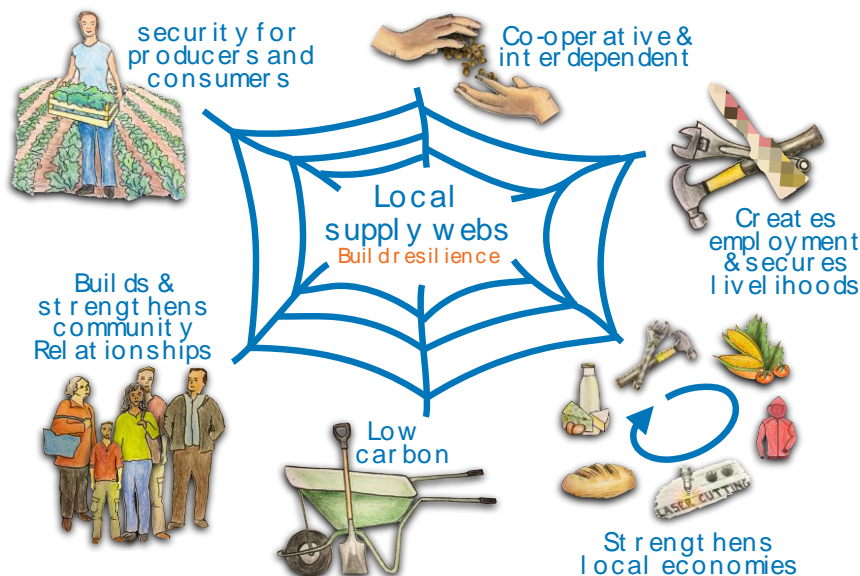 security for
producers and
consumers
Co-operative &
interdependent
Local
supply webs
Build resilience
Creates
employment
& secures
livelihoods
Builds &
strengthens
community
Relationships
Low
carbon
LASER CUTTING
Strengthens
local economies